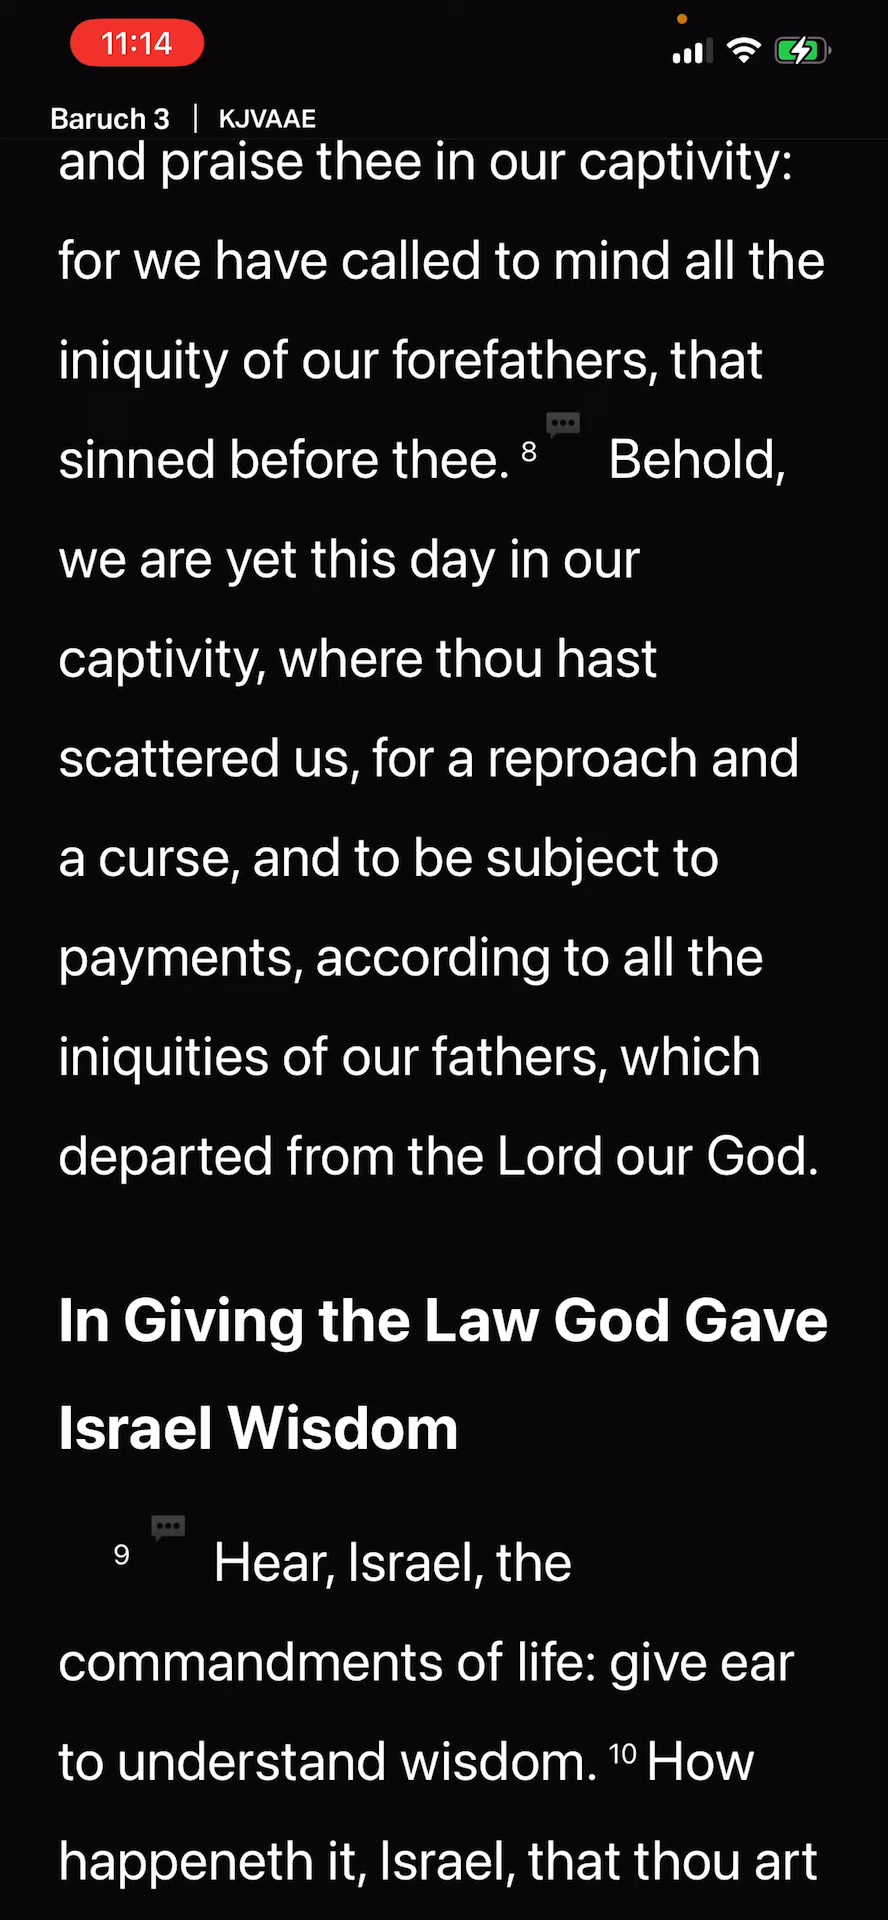 11:14
Baruch 3 | KJVAAE
and praise thee in our captivity:
for we have called to mind all the
iniquity of our forefathers, that
sinned before thee. 8 Behold,
we are yet this day in our
captivity, where thou hast
scattered us, for a reproach and
a curse, and to be subject to
payments, according to all the
iniquities of our fathers, which
departed from the Lord our God.
In Giving the Law God Gave
Israel Wisdom
9 Hear, Israel, the
commandments of life: give ear
to understand wisdom. 10 How
happeneth it, Israel, that thou art